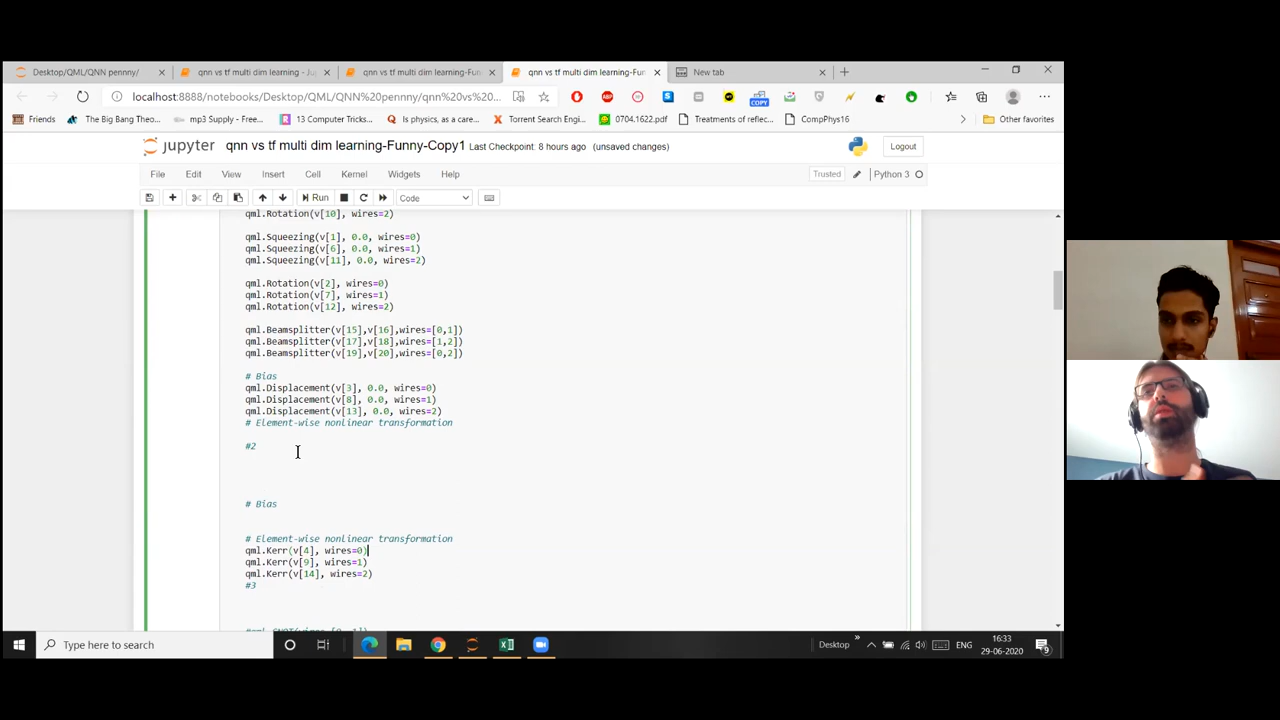 Desktop/QML/QNN pennny/
qnn vs tf multi dim learning - Ju
qnn vs tf multi dim learning-Fun
qnn vs tf multi dim learning-Fun
New tab
localhost:8888/notebooks/Desktop/QML/QNN%20pennny/qnn%20vs%20...
COPY
Friends
The Big Bang Theo...
mp3 Supply - Free...
13 Computer Tricks...
Is physics, as a care...
Torrent Search Engi...
0704.1622.pdf
Treatments of reflec...
CompPhys16
Other favorites
jupyter qnn vs tf multi dim learning-Funny-Copy1 Last Checkpoint: 8 hours ago (unsaved changes)
Logout
File Edit View Insert Cell Kernel Widgets Help
Trusted
Python 3
Run
Code
qml.Rotation(v[10], wires=2)
qml.Squeezing(v[1], 0.0, wires=0)
qml.Squeezing(v[6], 0.0, wires=1)
qml.Squeezing(v[11], 0.0, wires=2)
qml.Rotation(v[2], wires=0)
qml.Rotation(v[7], wires=1)
qml.Rotation(v[12], wires=2)
qml.Beamsplitter(v[15],v[16],wires=[0,1])
qml.Beamsplitter(v[17],v[18],wires=[1,2])
qml.Beamsplitter(v[19],v[20],wires=[0,2])
# Bias
qml.Displacement(v[3], 0.0, wires=0)
qml.Displacement(v[8], 0.0, wires=1)
qml.Displacement(v[13], 0.0, wires=2)
# Element-wise nonlinear transformation
#2
# Bias
# Element-wise nonlinear transformation
qml.Kerr(v[4], wires=0)
qml.Kerr(v[9], wires=1)
qml.Kerr(v[14], wires=2)
#3
Type here to search
Desktop
ENG
16:33
29-06-2020